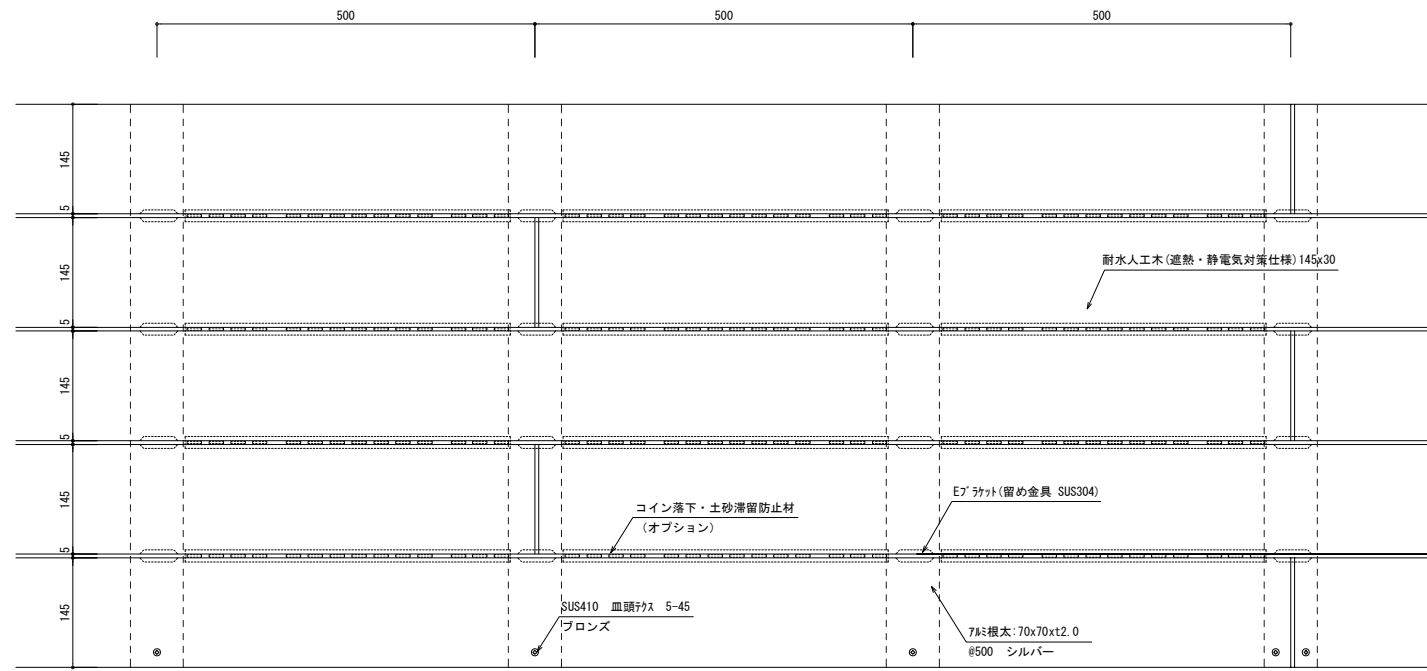 500
500
500
145
5
145
5
145
5
145
5
145
耐水人工木(遮熱・静電気対策仕様)145x30
Eﾌﾞﾗｹｯﾄ(留め金具 SUS304)
コイン落下・土砂滞留防止材
(オプション)
SUS410 皿頭ﾃｸｽ 5-45
ブロンズ
ｱﾙﾐ根太:70x70xt2.0
@500 シルバー